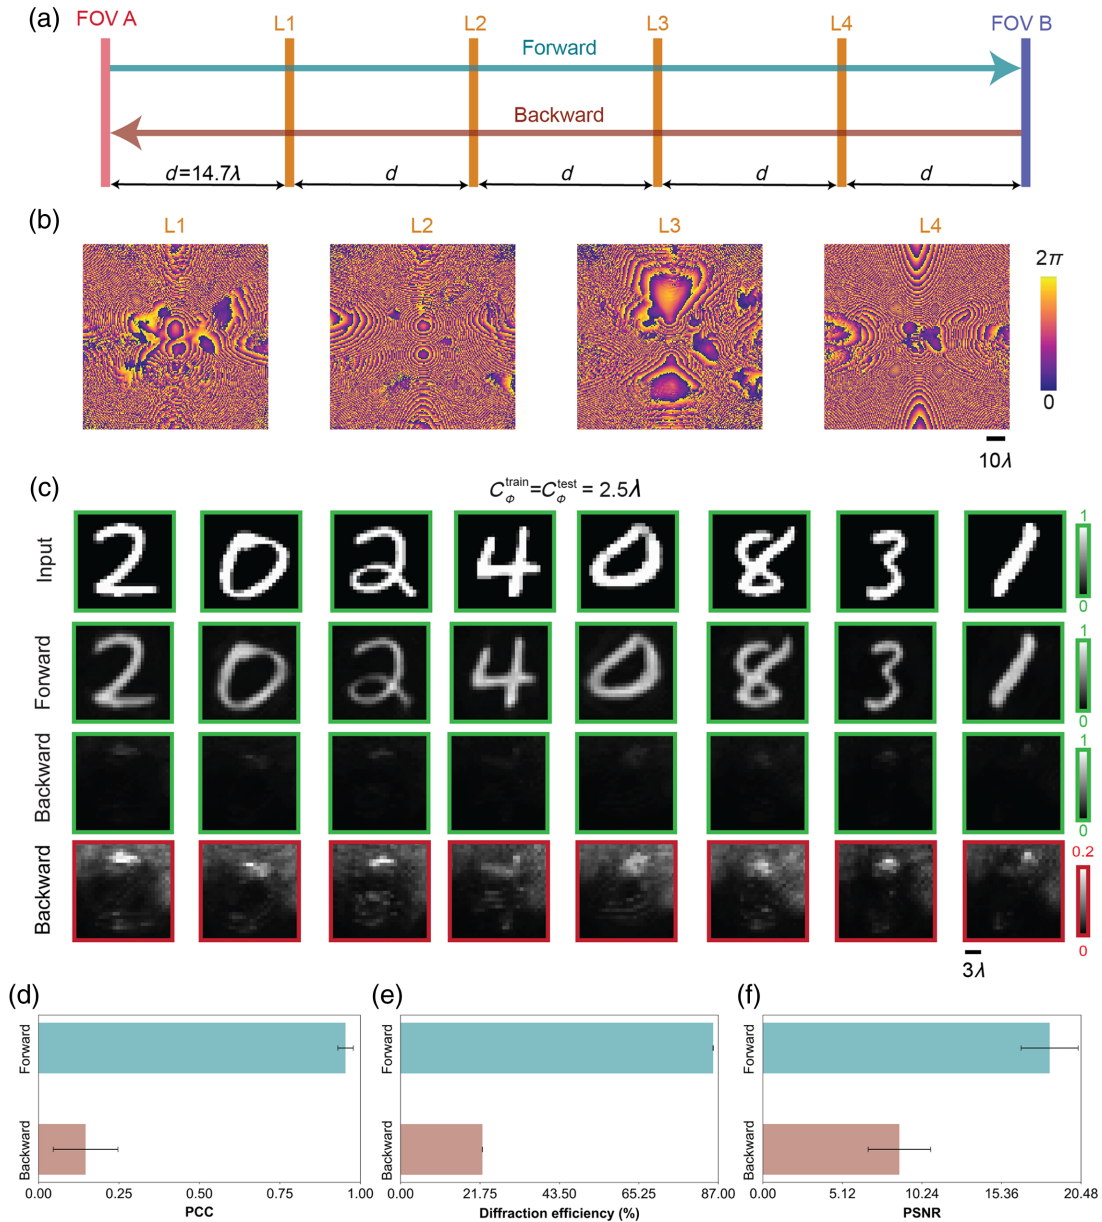 (a)
FOV A
L1
L2
L3
L4
FOV B
Forward
Backward
d=14.7λ
d
d
d
d
(b)
L1
L2
L3
L4
2π
0
10λ
(c)
C_Φ^train=C_Φ^test = 2.5λ
Input
1
0
Forward
1
0
Backward
1
0
Backward
0.2
0
3λ
(d)
Forward
Backward
0.00 0.25 0.50 0.75 1.00
PCC
(e)
Forward
Backward
0.00 21.75 43.50 65.25 87.00
Diffraction efficiency (%)
(f)
Forward
Backward
0.00 5.12 10.24 15.36 20.48
PSNR